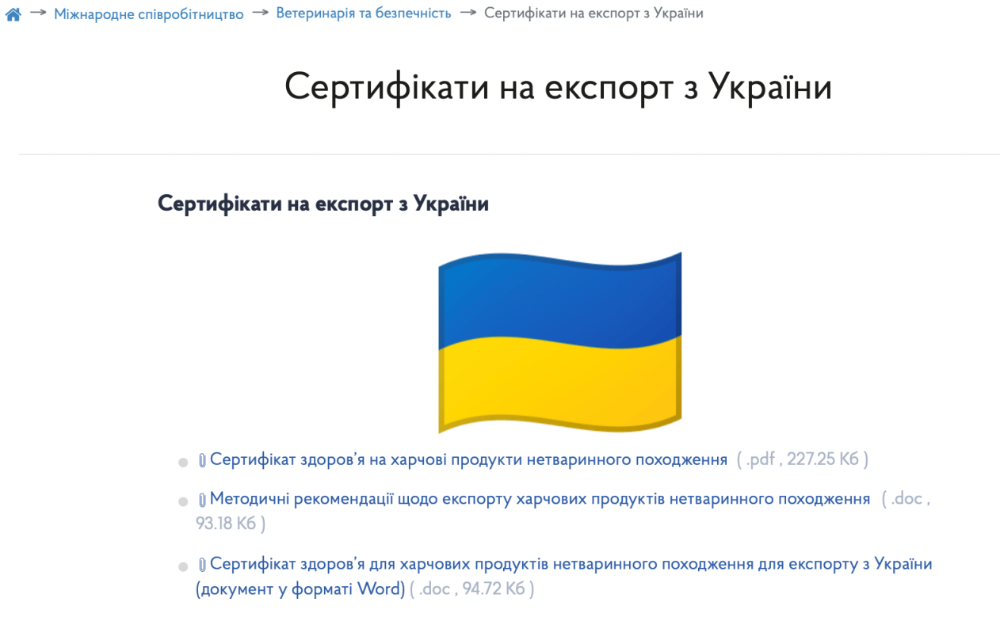 → Міжнародне співробітництво → Ветеринарія та безпечність → Сертифікати на експорт з України
Сертифікати на експорт з України
Сертифікати на експорт з України
Сертифікат здоров’я на харчові продукти нетваринного походження ( .pdf , 227.25 Кб )
Методичні рекомендації щодо експорту харчових продуктів нетваринного походження ( .doc ,
93.18 Кб )
Сертифікат здоров’я для харчових продуктів нетваринного походження для експорту з України
(документ у форматі Word) ( .doc , 94.72 Кб )